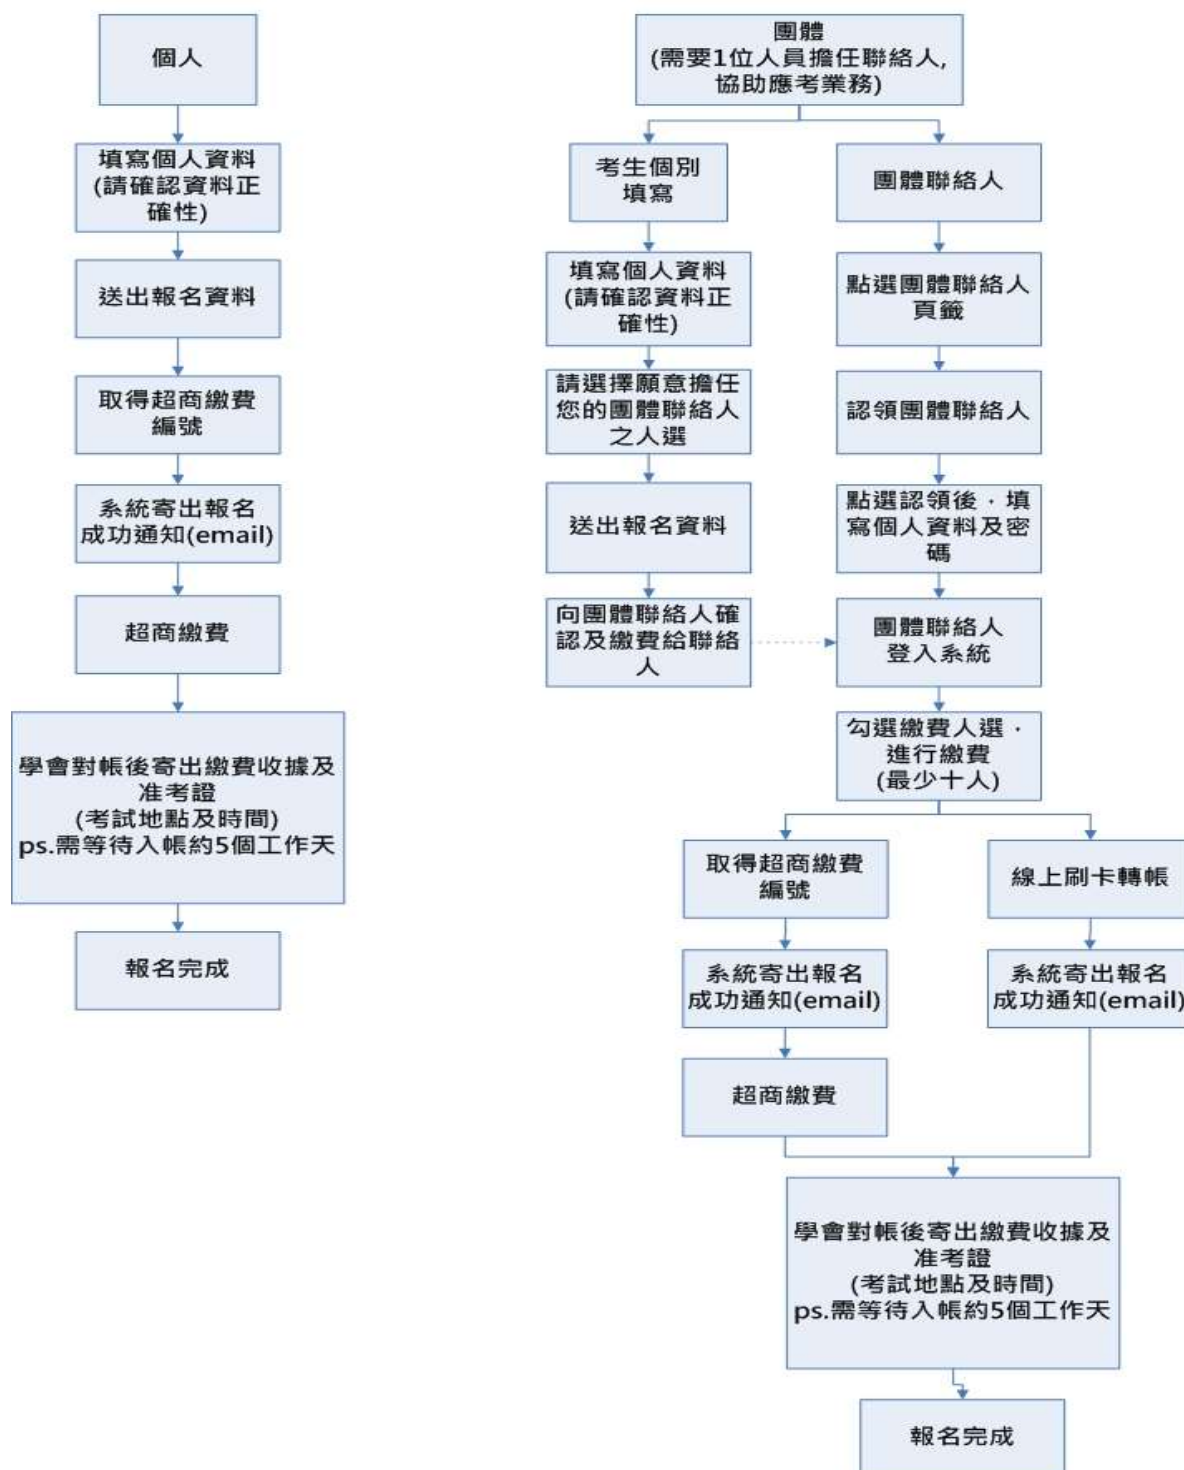 個人
填寫個人資料
(請確認資料正
確性)
送出報名資料
取得超商繳費
編號
系統寄出報名
成功通知(email)
超商繳費
學會對帳後寄出繳費收據及
准考證
(考試地點及時間)
ps.需等待入帳約5個工作天
報名完成
團體
(需要1位人員擔任聯絡人,
協助應考業務)
考生個別
填寫
填寫個人資料
(請確認資料正
確性)
請選擇願意擔任
您的團體聯絡人
之人選
送出報名資料
向團體聯絡人確
認及繳費給聯絡
人
團體聯絡人
點選團體聯絡人
頁籤
認領團體聯絡人
點選認領後，填
寫個人資料及密
碼
團體聯絡人
登入系統
勾選繳費人選，
進行繳費
(最少十人)
取得超商繳費
編號
系統寄出報名
成功通知(email)
超商繳費
線上刷卡轉帳
系統寄出報名
成功通知(email)
學會對帳後寄出繳費收據及
准考證
(考試地點及時間)
ps.需等待入帳約5個工作天
報名完成